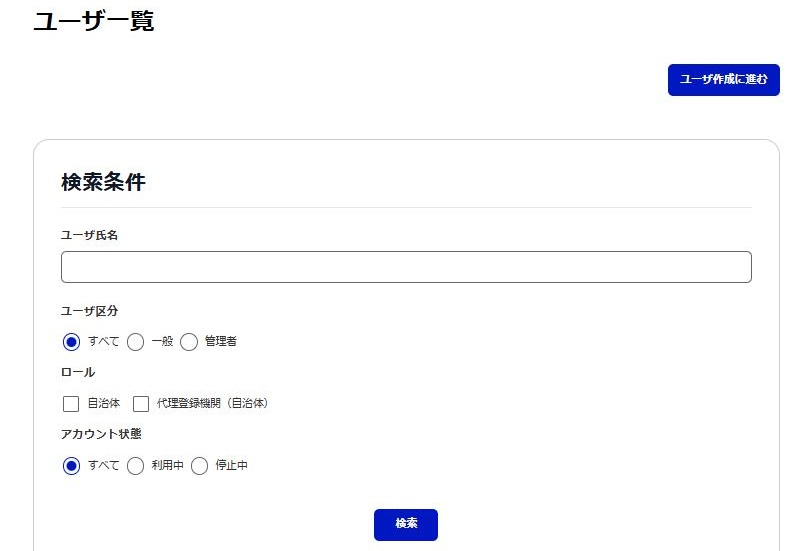 ユーザ一覧
ユーザ作成に進む
検索条件
ユーザ氏名
ユーザ区分
すべて 一般 管理者
ロール
自治体 代理登録機関（自治体）
アカウント状態
すべて 利用中 停止中
検索